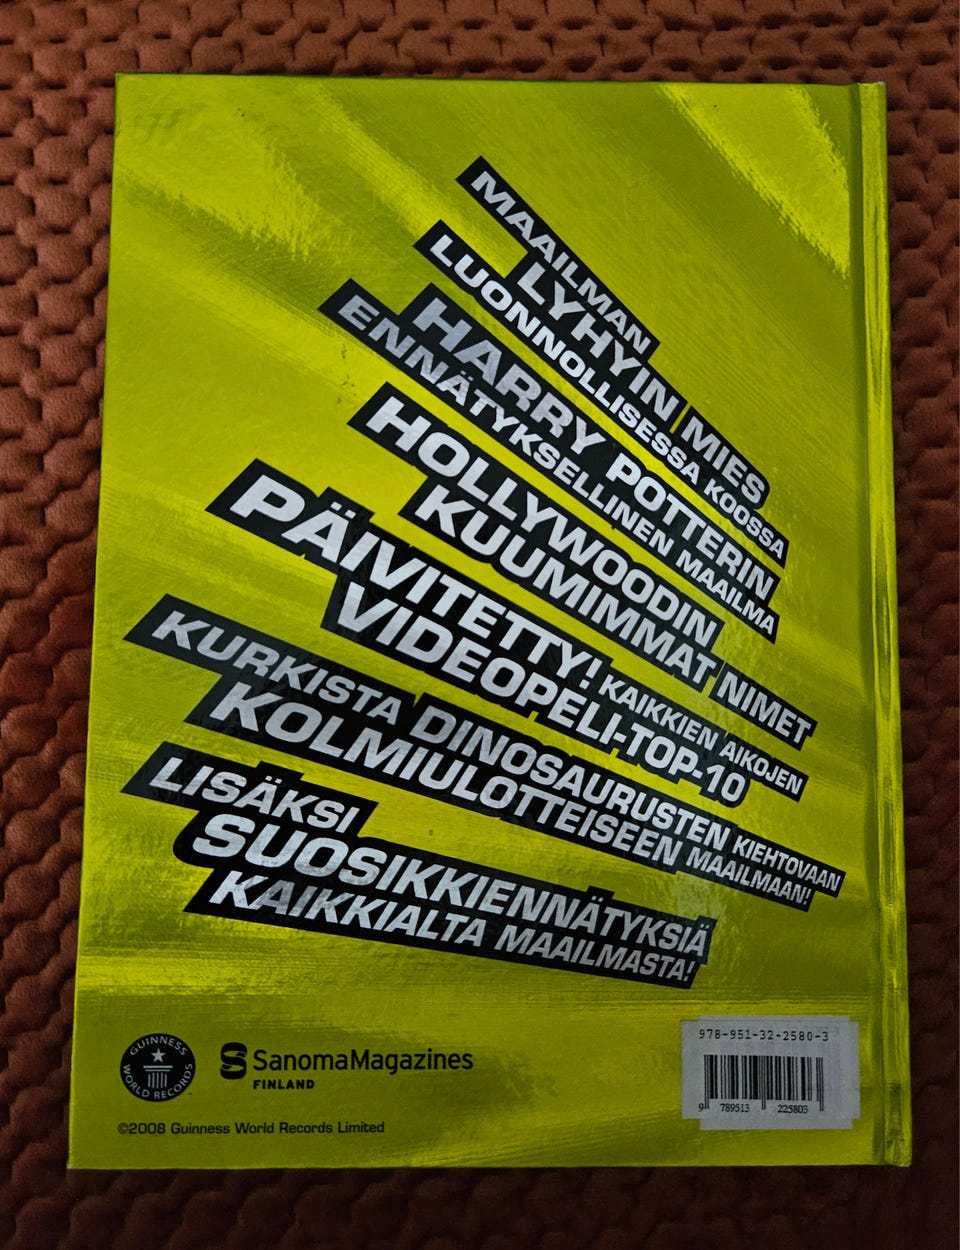 MAAILMAN
LYHYIN MIES
LUONNOLLISESSA KOOSSA
HARRY POTTERIN
ENNÄTYKSELLINEN MAAILMA
HOLLYWOODIN
KUUMIMMAT NIMET
PÄIVITETTY! KAIKKIEN AIKOJEN
VIDEOPELI-TOP-10
KURKISTA DINOSAURUSTEN KIEHTOVAAN
KOLMIULOTTEISEEN MAAILMAAN!
LISÄKSI
SUOSIKKIENNÄTYKSIÄ
KAIKKIALTA MAAILMASTA!
GUINNESS
WORLD RECORDS
SanomaMagazines
FINLAND
©2008 Guinness World Records Limited
978-951-32-2580-3
9 789513 225803